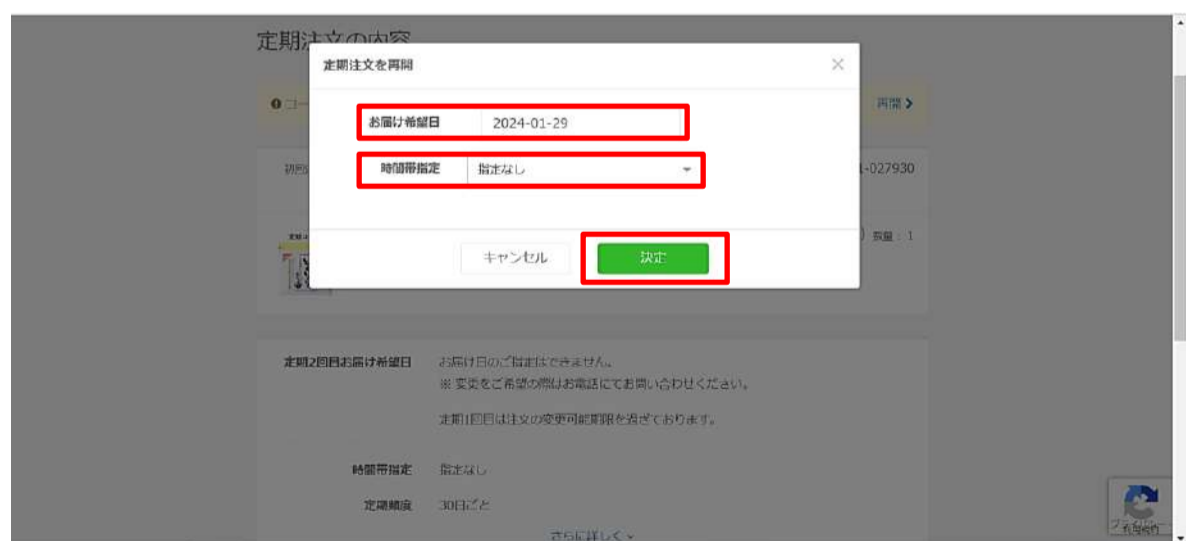 定期注文の内容
定期注文を再開
コー
再開
お届け希望日 2024-01-29
初回
時間帯指定 指定なし
1-027930
数量：1
キャンセル 決定
定期2回目お届け希望日 お届け日のご指定はできません。
※ 変更をご希望の際はお電話にてお問い合わせください。
定期1回目は注文の変更可能期限を過ぎております。
時間帯指定 指定なし
定期頻度 30日ごと
さらに詳しく